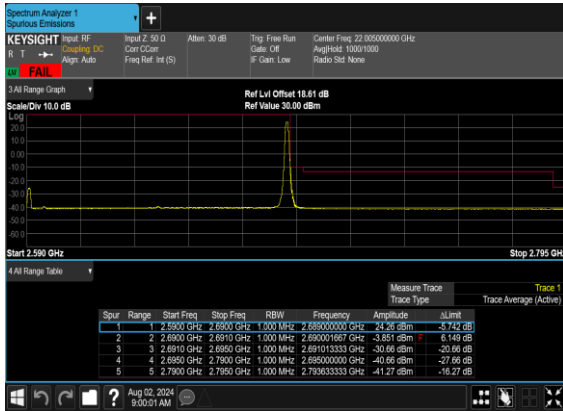 Spectrum Analyzer 1
Spurious Emissions
KEYSIGHT Input: RF Input Z: 50 Ω Atten: 30 dB Trig: Free Run Center Freq: 22.005000000 GHz
R T Coupling: DC Corr CCorr Gate: Off Avg|Hold: 1000/1000
Align: Auto Freq Ref: Int (S) IF Gain: Low Radio Std: None
LXI FAIL
3 All Range Graph
Ref Lvl Offset 18.61 dB
Scale/Div 10.0 dB Ref Value 30.00 dBm
Log
20.0
10.0
0.00
-10.0
-20.0
-30.0
-40.0
-50.0
-60.0
Start 2.590 GHz Stop 2.795 GH
4 All Range Table
Measure Trace Trace 1
Trace Type Trace Average (Active)
Spur Range Start Freq Stop Freq RBW Frequency Amplitude ΔLimit
1 1 2.5900 GHz 2.6900 GHz 1.000 MHz 2.689000000 GHz 24.26 dBm -5.742 dB
2 2 2.6900 GHz 2.6910 GHz 1.000 MHz 2.690001667 GHz -3.851 dBm F 6.149 dB
3 3 2.6910 GHz 2.6950 GHz 1.000 MHz 2.691013333 GHz -30.66 dBm -20.66 dB
4 4 2.6950 GHz 2.7900 GHz 1.000 MHz 2.695000000 GHz -40.66 dBm -27.66 dB
5 5 2.7900 GHz 2.7950 GHz 1.000 MHz 2.793633333 GHz -41.27 dBm -16.27 dB
? Aug 02, 2024
9:00:01 AM